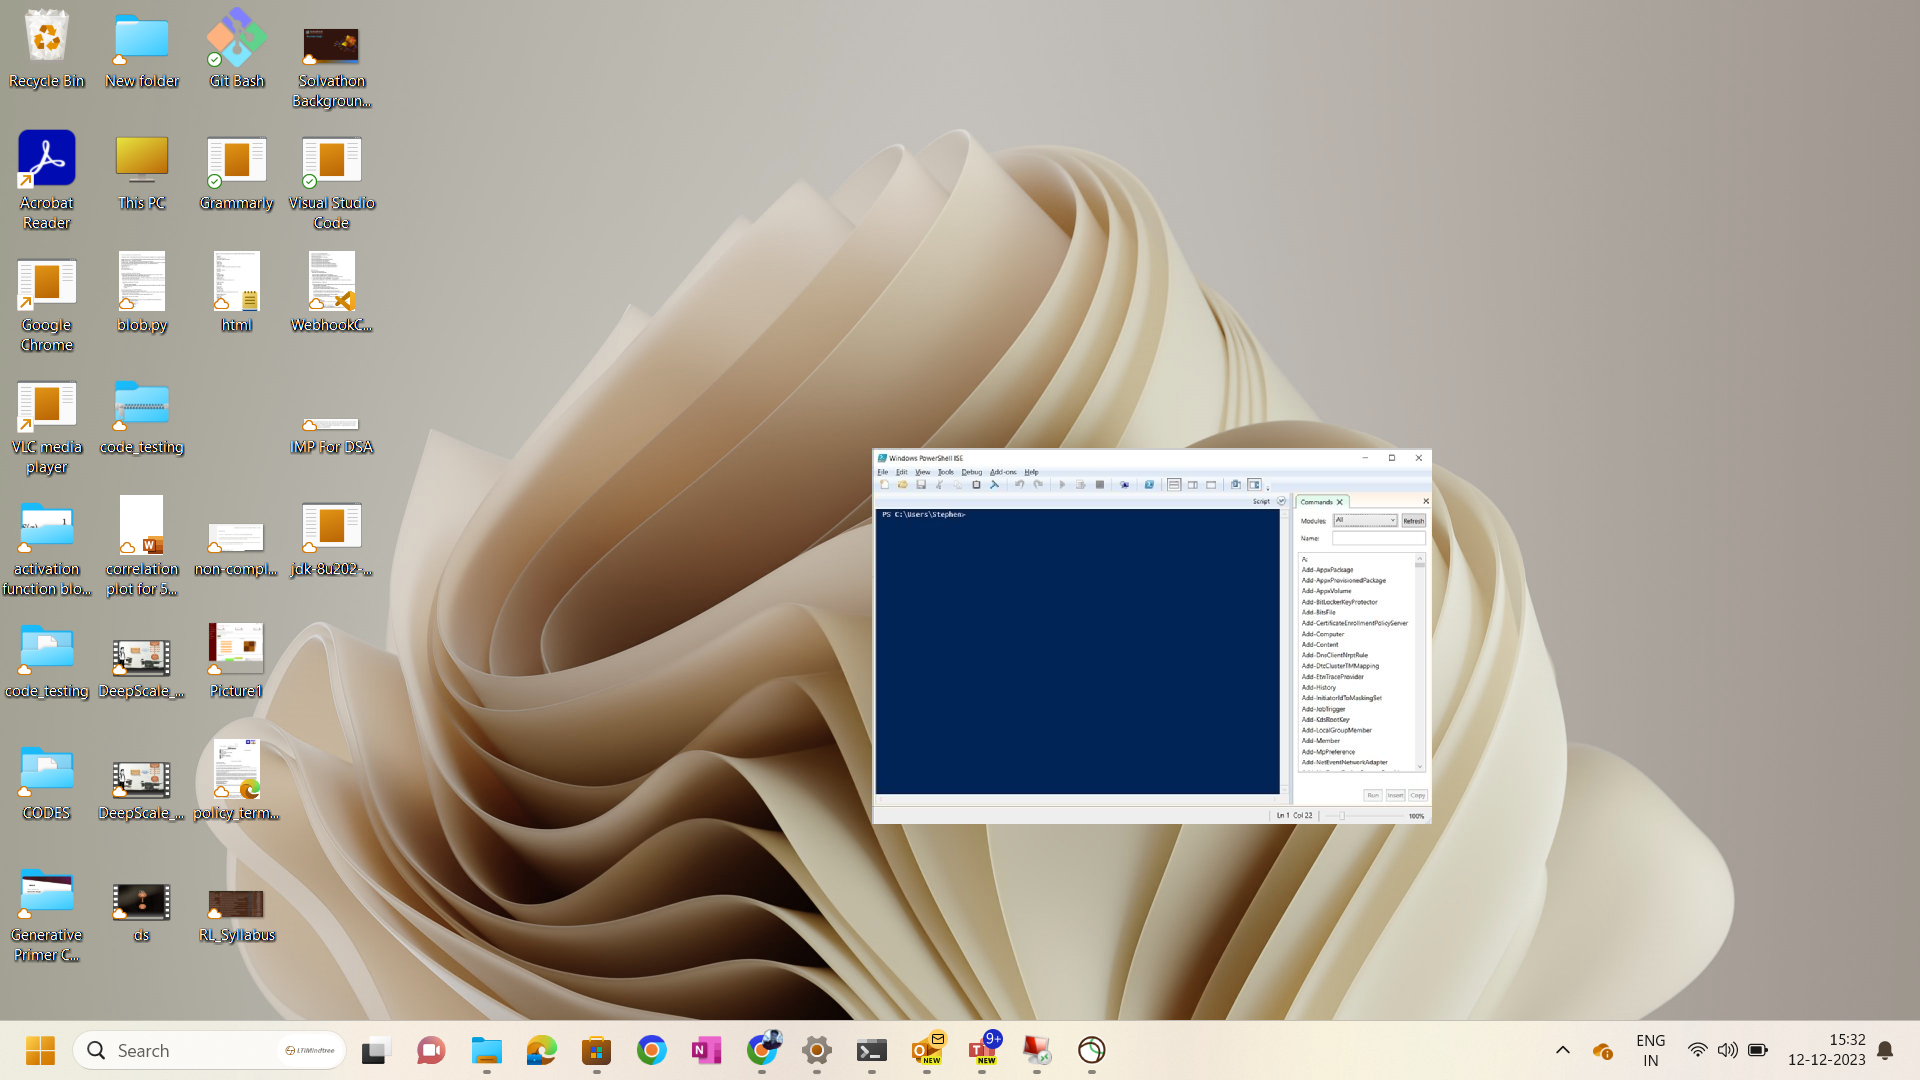 Recycle Bin
New folder
Git Bash
Solvathon
Backgroun...
Acrobat
Reader
This PC
Grammarly
Visual Studio
Code
Google
Chrome
blob.py
html
WebhookC...
VLC media
player
code_testing
IMP For DSA
activation
function blo...
correlation
plot for 5...
non-compl...
jdk-8u202-...
code_testing
DeepScale_...
Picture1
CODES
DeepScale_...
policy_term...
Generative
Primer C...
ds
RL_Syllabus
Windows PowerShell ISE
File Edit View Tools Debug Add-ons Help
Script
PS C:\Users\Stephen>
Commands
Modules: All Refresh
Name:
A:
Add-AppxPackage
Add-AppxProvisionedPackage
Add-AppxVolume
Add-BitLockerKeyProtector
Add-BitsFile
Add-CertificateEnrollmentPolicyServer
Add-Computer
Add-Content
Add-DnsClientNrptRule
Add-DtcClusterTMMapping
Add-EtwTraceProvider
Add-History
Add-InitiatorIdToMaskingSet
Add-JobTrigger
Add-KdsRootKey
Add-LocalGroupMember
Add-Member
Add-MpPreference
Add-NetEventNetworkAdapter
Run Insert Copy
Ln 1 Col 22 100%
Search
LTIMindtree
NEW
9+
NEW
ENG
IN
15:32
12-12-2023